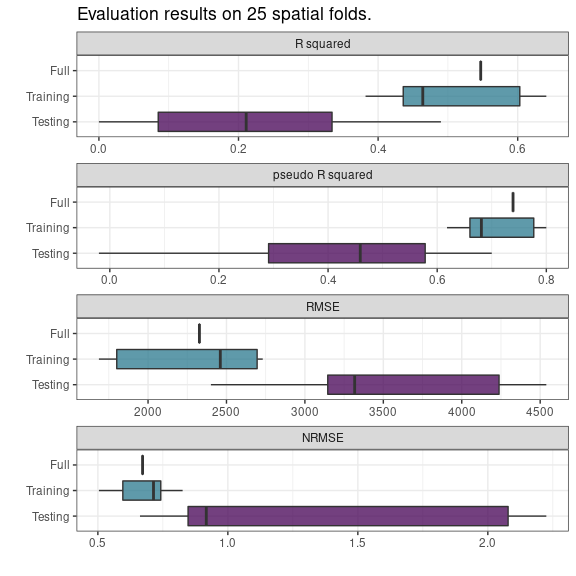 Evaluation results on 25 spatial folds.
R squared
Full
Training
Testing
0.0 0.2 0.4 0.6
pseudo R squared
Full
Training
Testing
0.0 0.2 0.4 0.6 0.8
RMSE
Full
Training
Testing
2000 2500 3000 3500 4000 4500
NRMSE
Full
Training
Testing
0.5 1.0 1.5 2.0